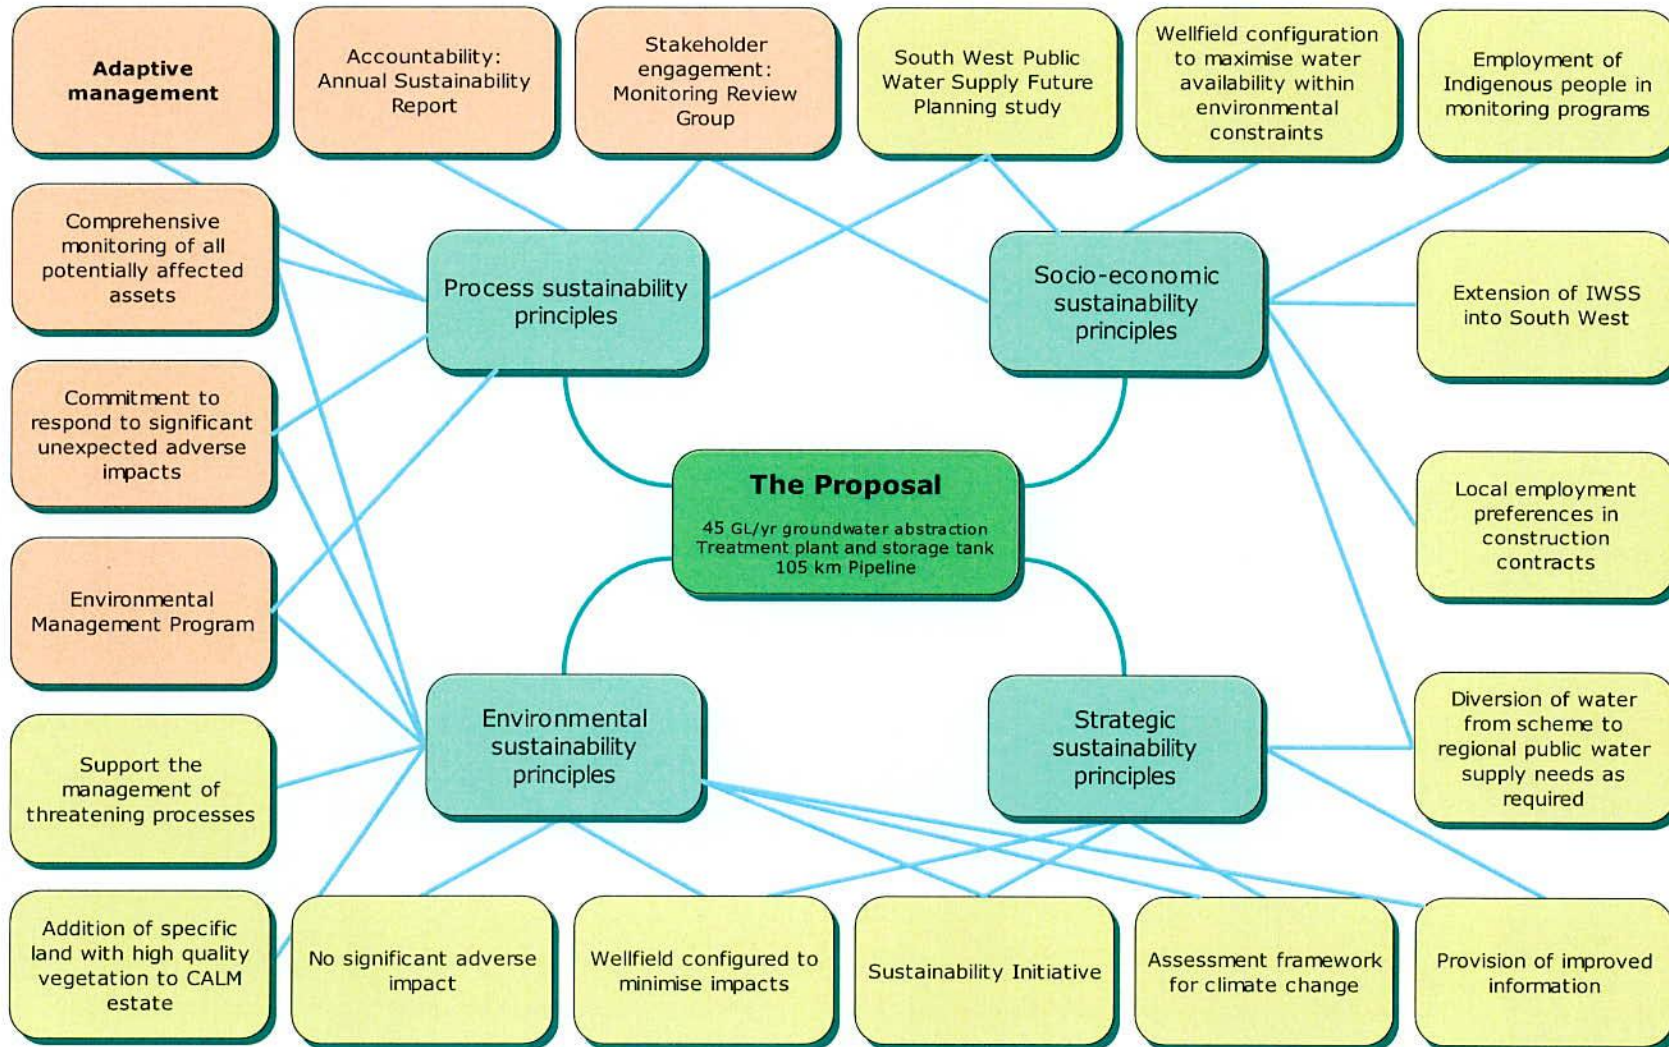 Adaptive
management
Accountability:
Annual Sustainability
Report
Stakeholder
engagement:
Monitoring Review
Group
South West Public
Water Supply Future
Planning study
Wellfield configuration
to maximise water
availability within
environmental
constraints
Employment of
Indigenous people in
monitoring programs
Comprehensive
monitoring of all
potentially affected
assets
Process sustainability
principles
Socio-economic
sustainability
principles
Extension of IWSS
into South West
Commitment to
respond to significant
unexpected adverse
impacts
The Proposal
45 GL/yr groundwater abstraction
Treatment plant and storage tank
105 km Pipeline
Local employment
preferences in
construction
contracts
Environmental
Management Program
Environmental
sustainability
principles
Strategic
sustainability
principles
Diversion of water
from scheme to
regional public water
supply needs as
required
Support the
management of
threatening processes
Addition of specific
land with high quality
vegetation to CALM
estate
No significant adverse
impact
Wellfield configured to
minimise impacts
Sustainability Initiative
Assessment framework
for climate change
Provision of improved
information